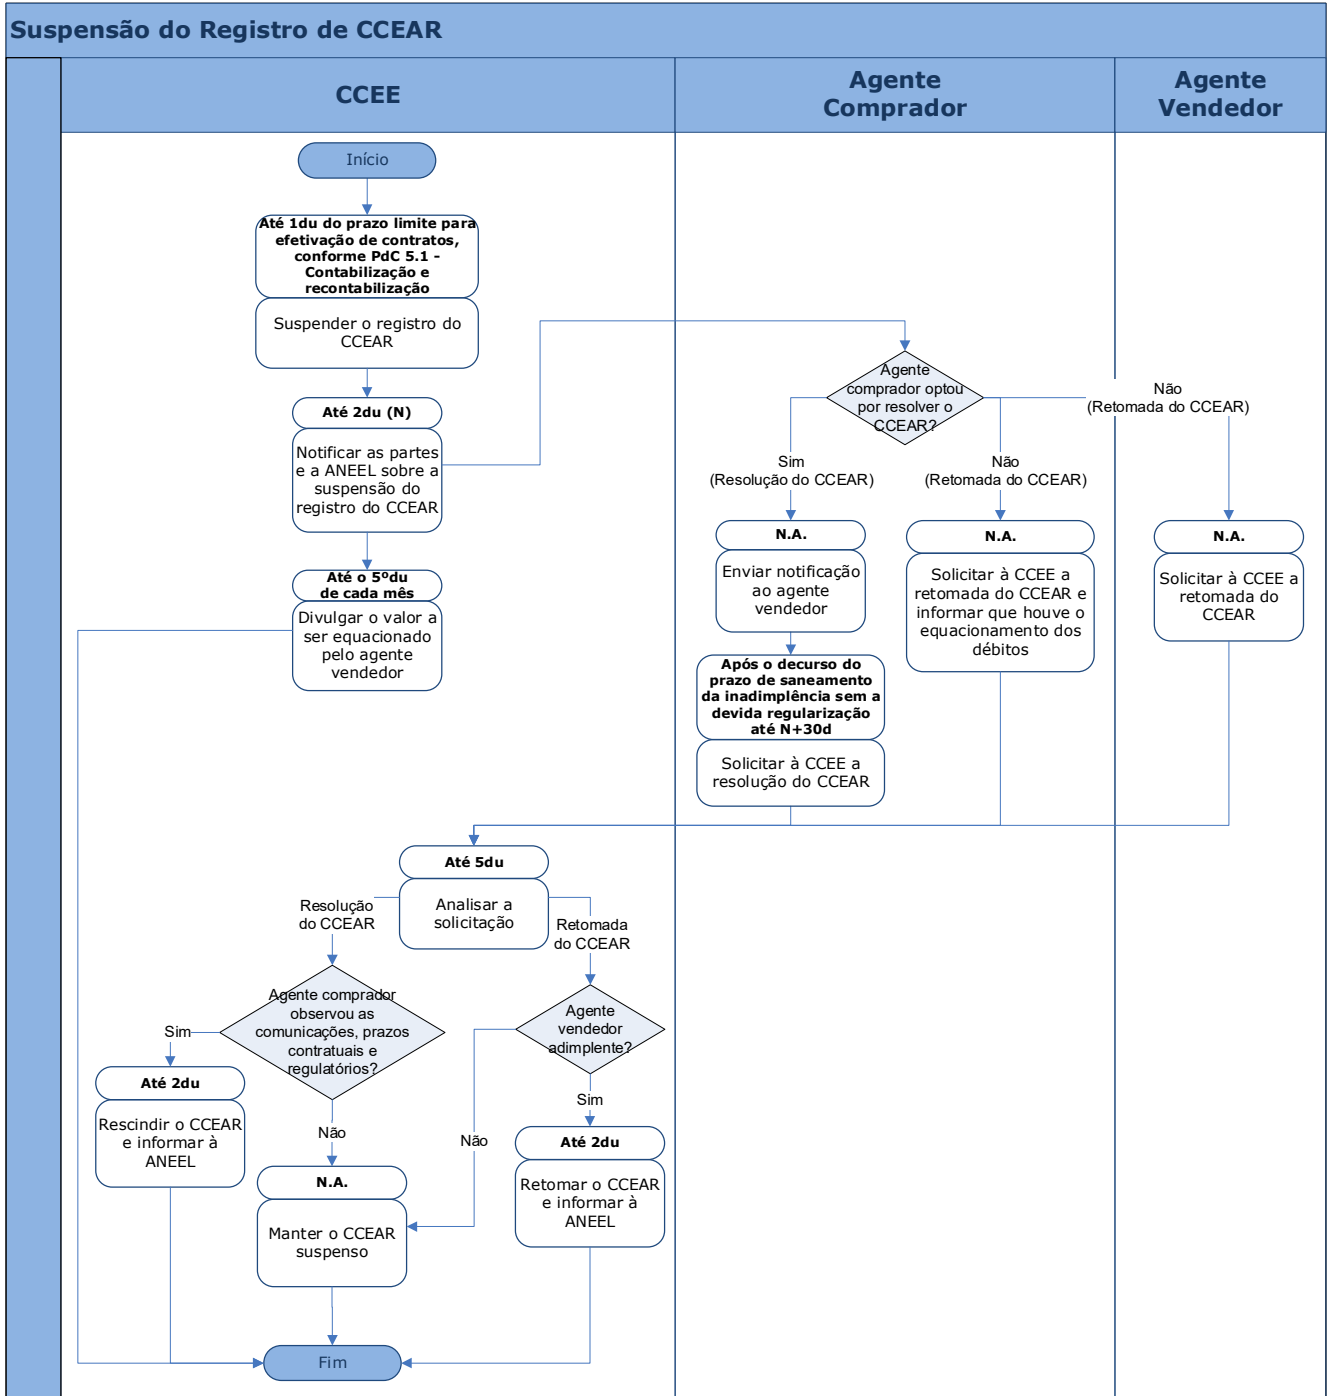 Suspensão do Registro de CCEAR
CCEE
Agente
Comprador
Agente
Vendedor
Início
Até 1du do prazo limite para
efetivação de contratos,
conforme PdC 5.1 -
Contabilização e
recontabilização
Suspender o registro do
CCEAR
Até 2du (N)
Notificar as partes
e a ANEEL sobre a
suspensão do
registro do CCEAR
Até o 5ºdu
de cada mês
Divulgar o valor a
ser equacionado
pelo agente
vendedor
Agente
comprador optou
por resolver o
CCEAR?
Sim
(Resolução do CCEAR)
Não
(Retomada do CCEAR)
Não
(Retomada do CCEAR)
N.A.
Enviar notificação
ao agente
vendedor
Após o decurso do
prazo de saneamento
da inadimplência sem a
devida regularização
até N+30d
Solicitar à CCEE a
resolução do CCEAR
N.A.
Solicitar à CCEE a
retomada do CCEAR e
informar que houve o
equacionamento dos
débitos
N.A.
Solicitar à CCEE a
retomada do
CCEAR
Até 5du
Analisar a
solicitação
Resolução
do CCEAR
Retomada
do CCEAR
Agente comprador
observou as
comunicações, prazos
contratuais e
regulatórios?
Agente
vendedor
adimplente?
Sim
Até 2du
Rescindir o CCEAR
e informar à
ANEEL
Não
N.A.
Manter o CCEAR
suspenso
Não
Sim
Até 2du
Retomar o CCEAR
e informar à
ANEEL
Fim